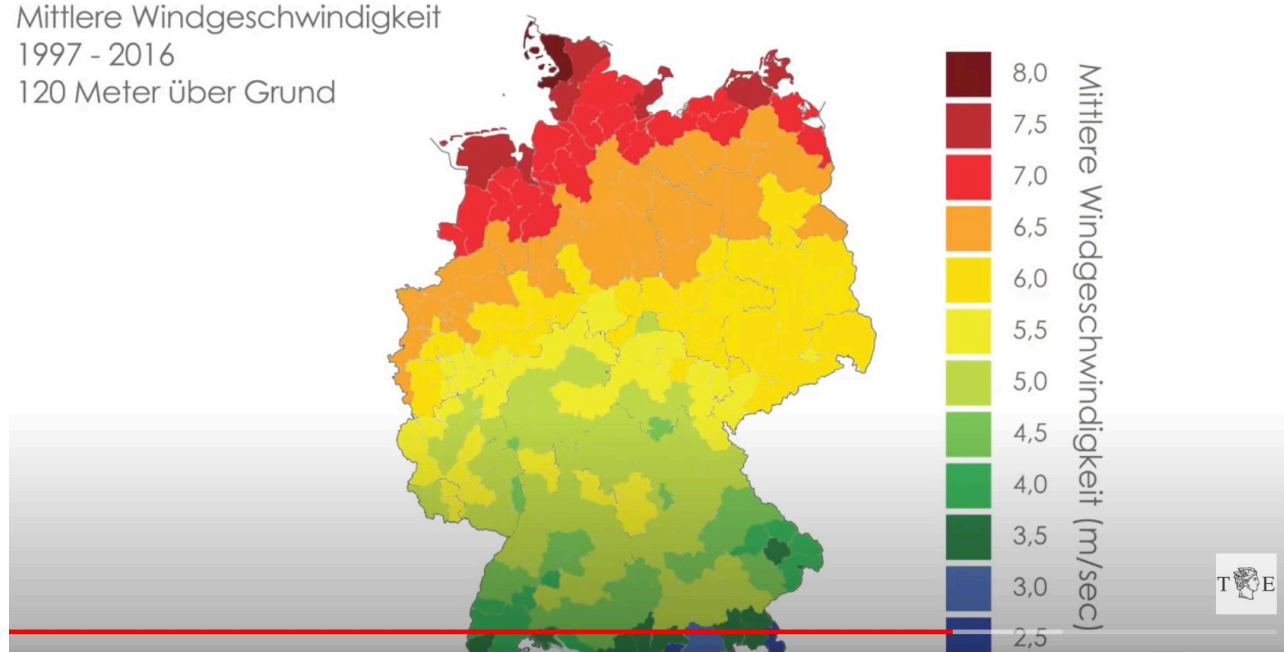 Mittlere Windgeschwindigkeit
1997 - 2016
120 Meter über Grund
8,0
7,5
7,0
6,5
6,0
5,5
5,0
4,5
4,0
3,5
3,0
2,5
Mittlere Windgeschwindigkeit (m/sec)
T E